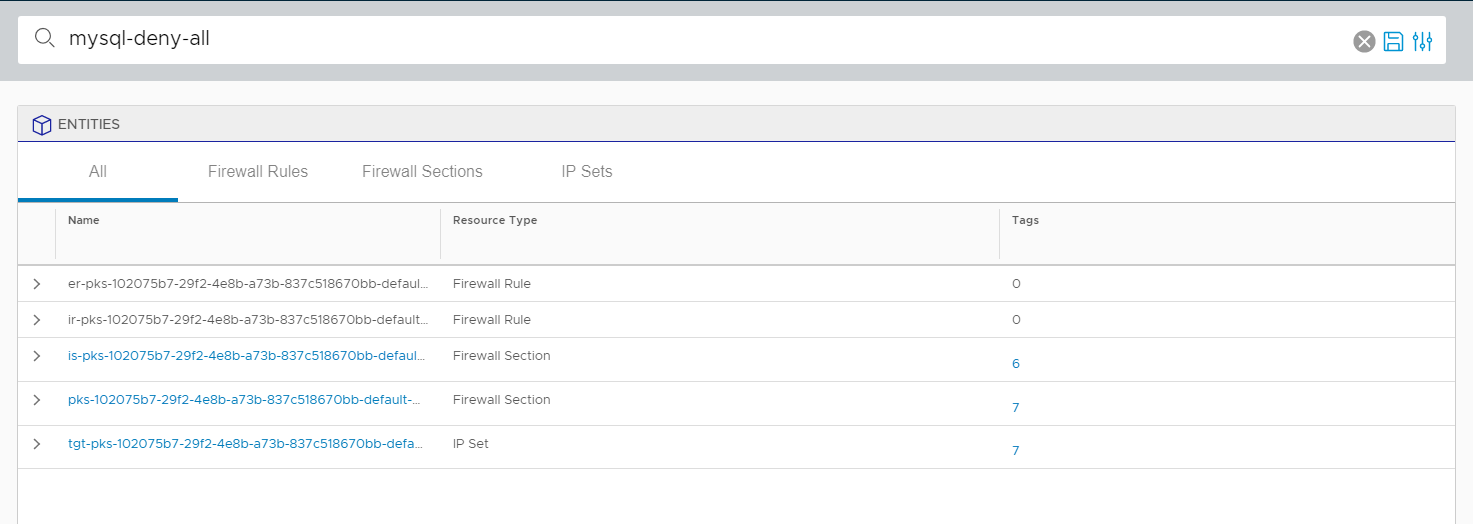 mysql-deny-all
ENTITIES
All Firewall Rules Firewall Sections IP Sets
Name Resource Type Tags
er-pks-102075b7-29f2-4e8b-a73b-837c518670bb-defaul... Firewall Rule 0
ir-pks-102075b7-29f2-4e8b-a73b-837c518670bb-default... Firewall Rule 0
is-pks-102075b7-29f2-4e8b-a73b-837c518670bb-defaul... Firewall Section 6
pks-102075b7-29f2-4e8b-a73b-837c518670bb-default-... Firewall Section 7
tgt-pks-102075b7-29f2-4e8b-a73b-837c518670bb-defa... IP Set 7